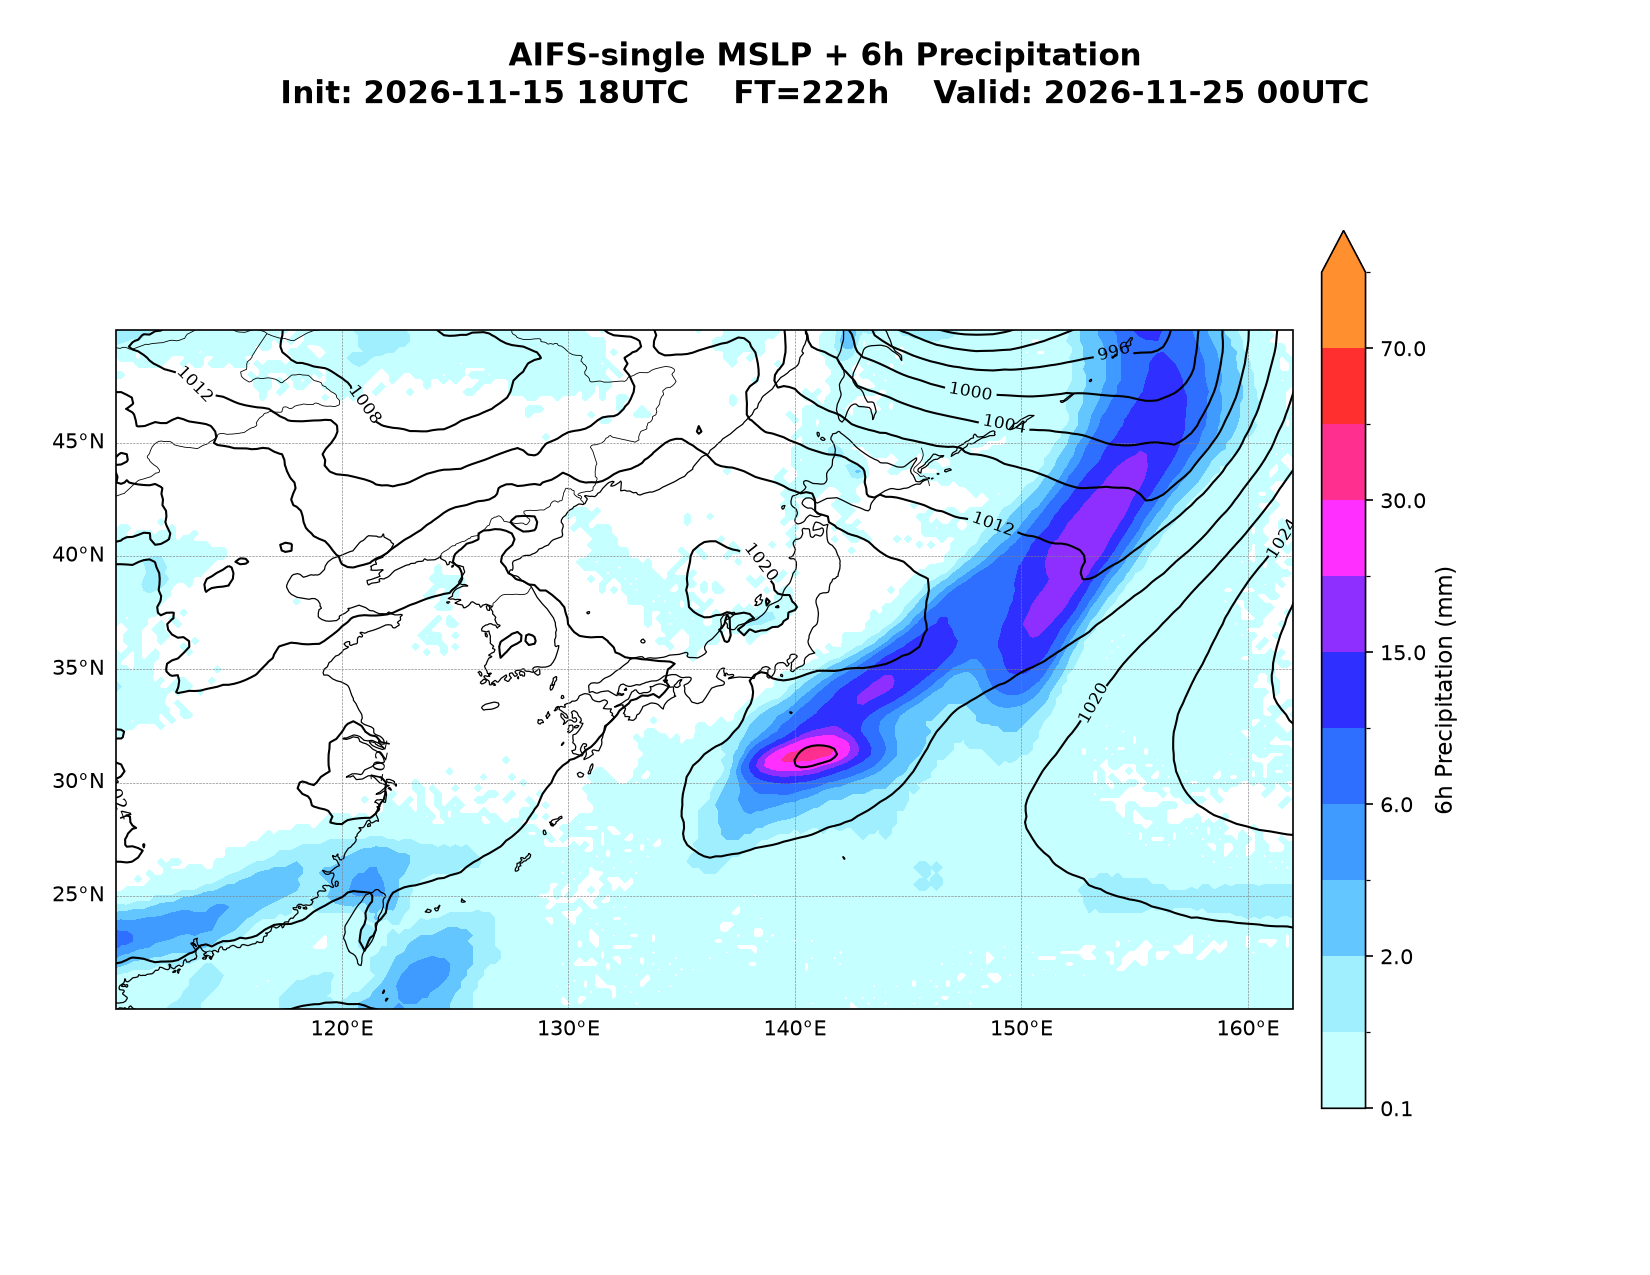 AIFS-single MSLP + 6h Precipitation
Init: 2026-11-15 18UTC    FT=222h    Valid: 2026-11-25 00UTC
996
1000
1004
1012
1008
1012
1020
1020
1024
45°N
40°N
35°N
30°N
25°N
120°E
130°E
140°E
150°E
160°E
70.0
30.0
15.0
6.0
2.0
0.1
6h Precipitation (mm)